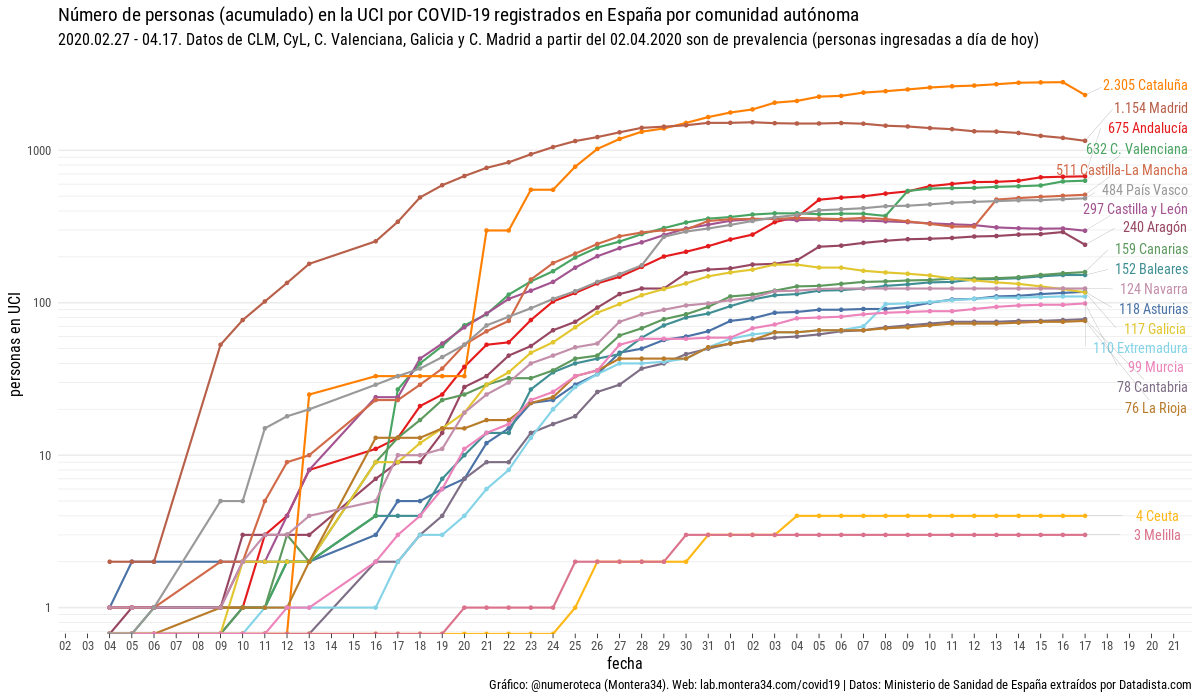 Número de personas (acumulado) en la UCI por COVID-19 registrados en España por comunidad autónoma
2020.02.27 - 04.17. Datos de CLM, CyL, C. Valenciana, Galicia y C. Madrid a partir del 02.04.2020 son de prevalencia (personas ingresadas a día de hoy)
personas en UCI
1000
100
10
1
2.305 Cataluña
1.154 Madrid
675 Andalucía
632 C. Valenciana
511 Castilla-La Mancha
484 País Vasco
297 Castilla y León
240 Aragón
159 Canarias
152 Baleares
124 Navarra
118 Asturias
117 Galicia
110 Extremadura
99 Murcia
78 Cantabria
76 La Rioja
4 Ceuta
3 Melilla
02 03 04 05 06 07 08 09 10 11 12 13 14 15 16 17 18 19 20 21 22 23 24 25 26 27 28 29 30 31 01 02 03 04 05 06 07 08 09 10 11 12 13 14 15 16 17 18 19 20 21
fecha
Gráfico: @numeroteca (Montera34). Web: lab.montera34.com/covid19 | Datos: Ministerio de Sanidad de España extraídos por Datadista.com